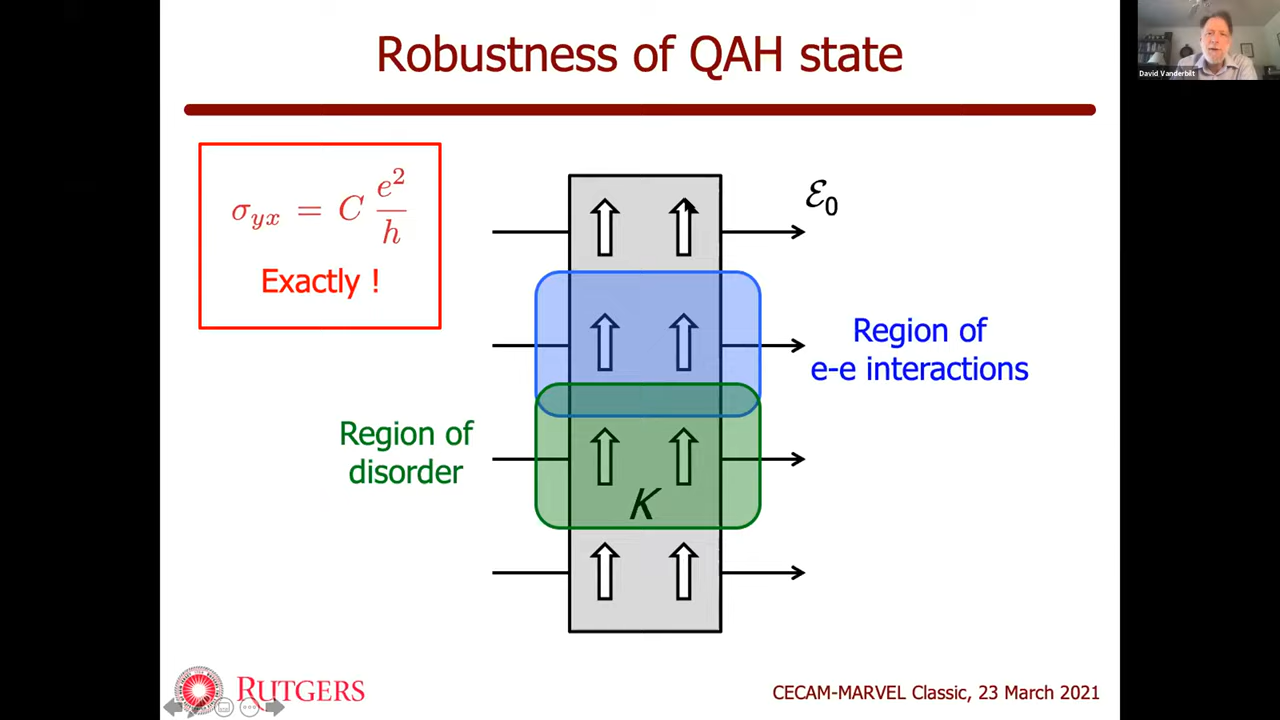 Robustness of QAH state
David Vanderbilt
σ_yx = C e²/h
Exactly !
ℰ₀
Region of
e-e interactions
Region of
disorder
K
RUTGERS
CECAM-MARVEL Classic, 23 March 2021